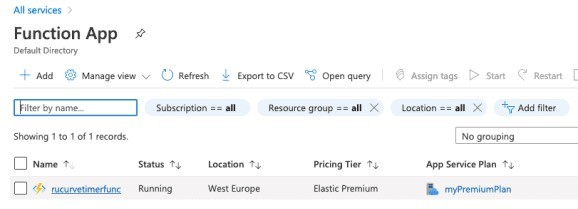 All services >
Function App
Default Directory
+ Add Manage view Refresh Export to CSV Open query Assign tags Start Restart
Filter by name... Subscription == all Resource group == all × Location == all × Add filter
Showing 1 to 1 of 1 records. No grouping
Name ↑↓ Status ↑↓ Location ↑↓ Pricing Tier ↑↓ App Service Plan ↑↓
rucurvetimerfunc Running West Europe Elastic Premium myPremiumPlan